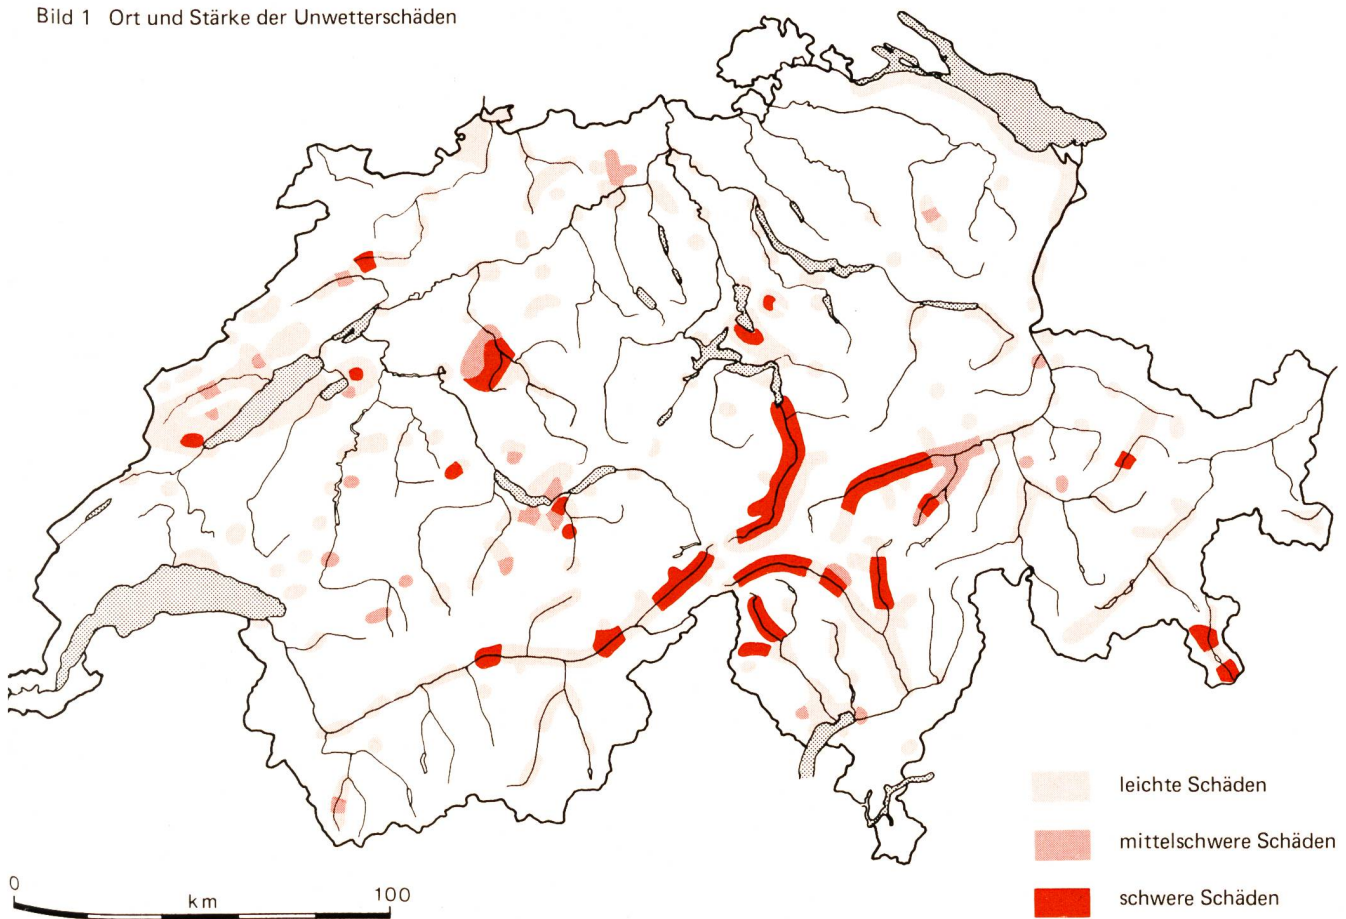 Bild 1 Ort und Stärke der Unwetterschäden
leichte Schäden
mittelschwere Schäden
schwere Schäden
0 100
km